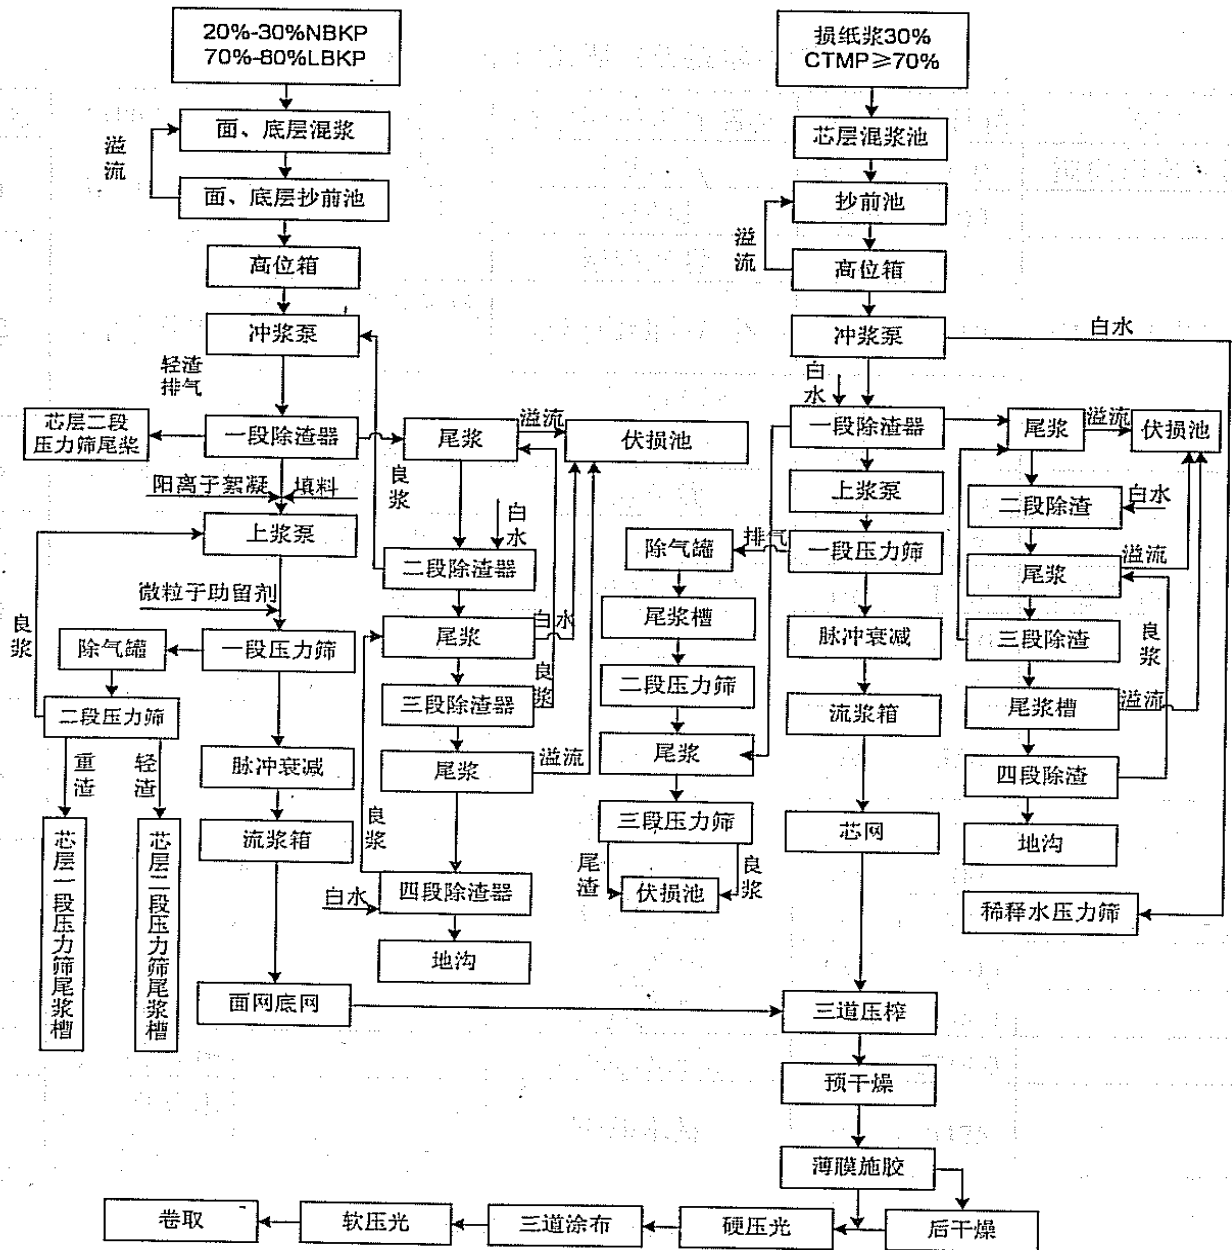 20%-30%NBKP
70%-80%LBKP
面、底层混浆
溢流
面、底层抄前池
高位箱
冲浆泵
轻渣
排气
芯层二段
压力筛尾浆
一段除渣器
尾浆
溢流
伏损池
阳离于絮凝
填料
良浆
白水
上浆泵
二段除渣器
微粒于助留剂
良浆
除气罐
一段压力筛
尾浆
白水
良浆
二段压力筛
三段除渣器
重渣
轻渣
脉冲衰减
尾浆
溢流
芯层一段压力筛尾浆槽
芯层二段压力筛尾浆槽
流浆箱
良浆
白水
四段除渣器
地沟
面网底网
损纸浆30%
CTMP≥70%
芯层混浆池
抄前池
溢流
高位箱
冲浆泵
白水
白水
一段除渣器
尾浆
溢流
伏损池
上浆泵
二段除渣
白水
除气罐
排气
一段压力筛
尾浆
溢流
尾浆槽
脉冲衰减
三段除渣
良浆
二段压力筛
流浆箱
尾浆槽
溢流
尾浆
四段除渣
三段压力筛
芯网
地沟
尾渣
良浆
伏损池
稀释水压力筛
三道压榨
预干燥
薄膜施胶
后干燥
硬压光
三道涂布
软压光
卷取